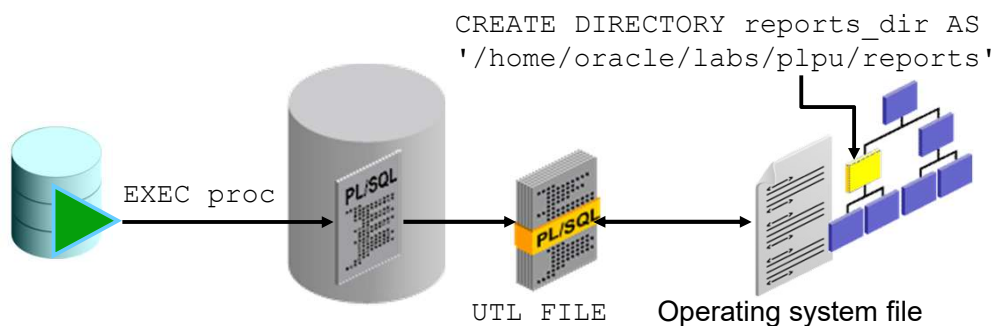 CREATE DIRECTORY reports_dir AS
'/home/oracle/labs/plpu/reports'
EXEC proc
PL/SQL
PL/SQL
UTL FILE
Operating system file